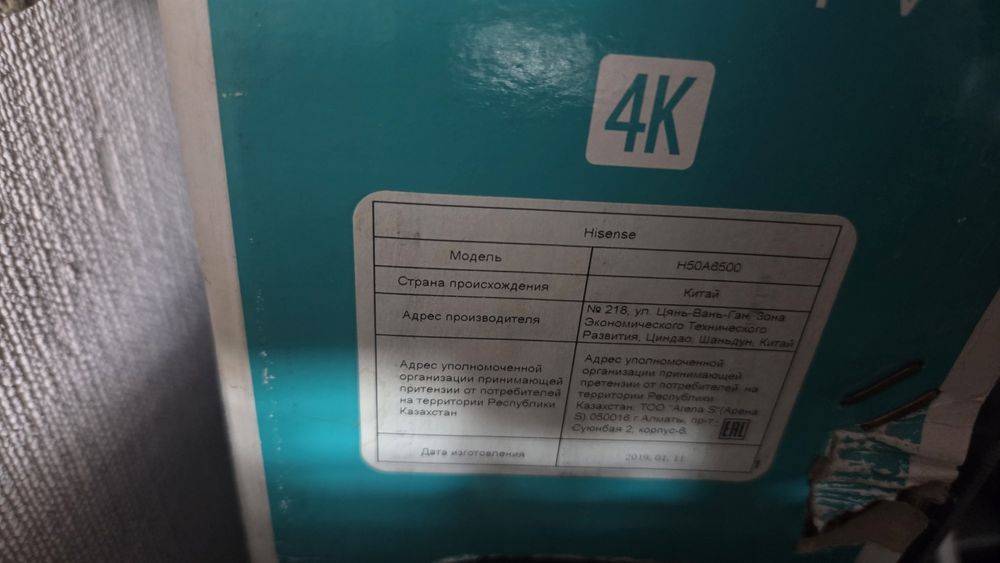 4K
Hisense
Модель
H50A6500
Страна происхождения
Китай
Адрес производителя
№ 218, ул. Цянь-Вань-Ган, Зона
Экономического Технического
Развития, Циндао, Шаньдун, Китай
Адрес уполномоченной
организации принимающей
притензии от потребителей
на территории Республики
Казахстан
Адрес уполномоченной
организации принимающей
претензии от потребителей на
территории Республики
Казахстан: ТОО "Arena S"(Арена
S) 050016 г.Алматы, пр-т.:
Суюнбая 2, корпус-8.
EAC
Дата изготовления
2019. 01. 11